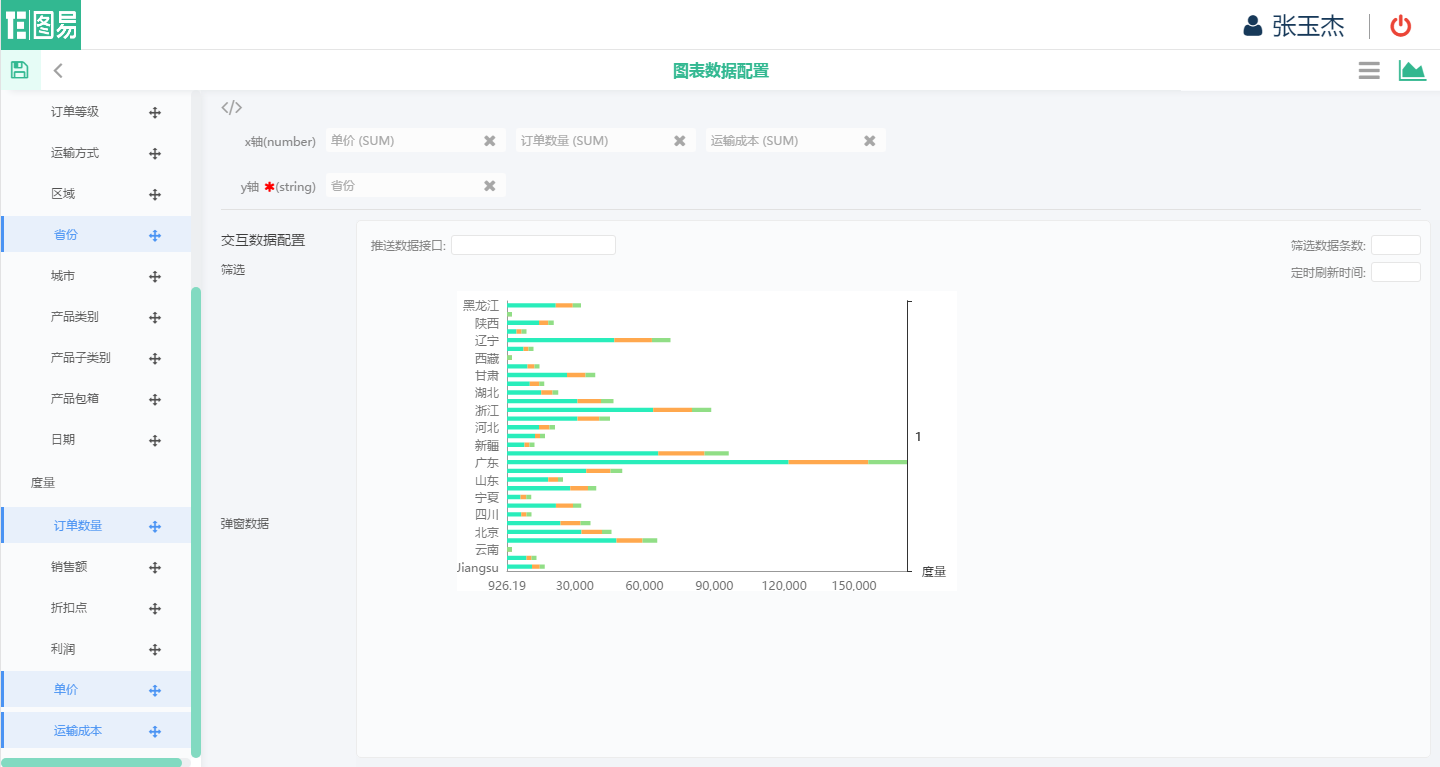 图易
张玉杰
图表数据配置
订单等级
运输方式
区域
省份
城市
产品类别
产品子类别
产品包箱
日期
度量
订单数量
销售额
折扣点
利润
单价
运输成本
</>
x轴(number) 单价 (SUM) 订单数量 (SUM) 运输成本 (SUM)
y轴 ✱(string) 省份
交互数据配置
筛选
弹窗数据
推送数据接口:
筛选数据条数:
定时刷新时间:
黑龙江
陕西
辽宁
西藏
甘肃
湖北
浙江
河北
新疆
广东
山东
宁夏
四川
北京
云南
Jiangsu
926.19 30,000 60,000 90,000 120,000 150,000
1
度量